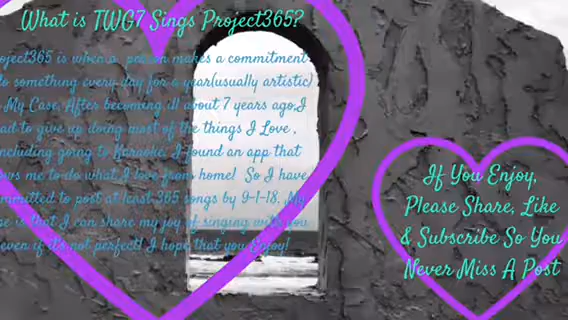 What is TWG7 Sings Project365?
oject365 is when a person makes a commitment
do something every day for a year(usually artistic)
My Case, After becoming ill about 7 years ago,I
ad to give up doing most of the things I Love ,
ncluding going to Karaoke. I found an app that
ows me to do what I love from home! So I have
mmitted to post at least 365 songs by 9-1-18. My
pe is that I can share my joy of singing with you
even if it's not perfect! I hope that you Enjoy!
If You Enjoy,
Please Share, Like
& Subscribe So You
Never Miss A Post